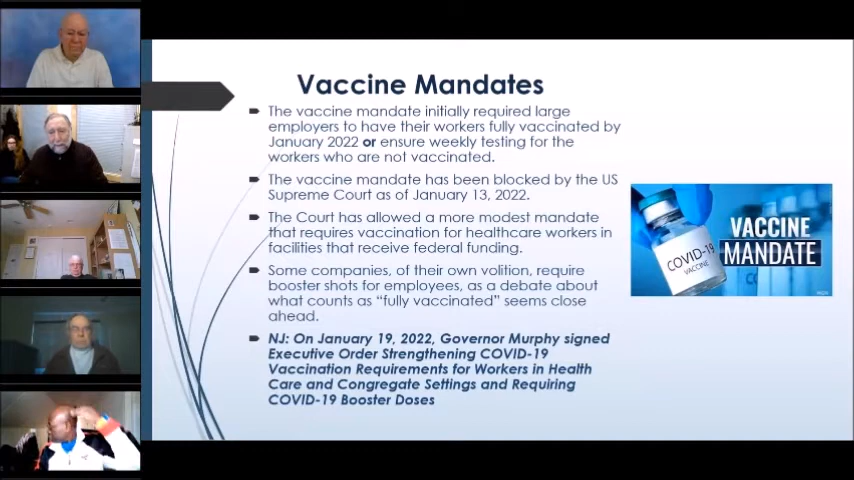 Vaccine Mandates
The vaccine mandate initially required large
employers to have their workers fully vaccinated by
January 2022 or ensure weekly testing for the
workers who are not vaccinated.
The vaccine mandate has been blocked by the US
Supreme Court as of January 13, 2022.
The Court has allowed a more modest mandate
that requires vaccination for healthcare workers in
facilities that receive federal funding.
Some companies, of their own volition, require
booster shots for employees, as a debate about
what counts as “fully vaccinated” seems close
ahead.
NJ: On January 19, 2022, Governor Murphy signed
Executive Order Strengthening COVID-19
Vaccination Requirements for Workers in Health
Care and Congregate Settings and Requiring
COVID-19 Booster Doses
COVID-19
VACCINE
VACCINE
MANDATE